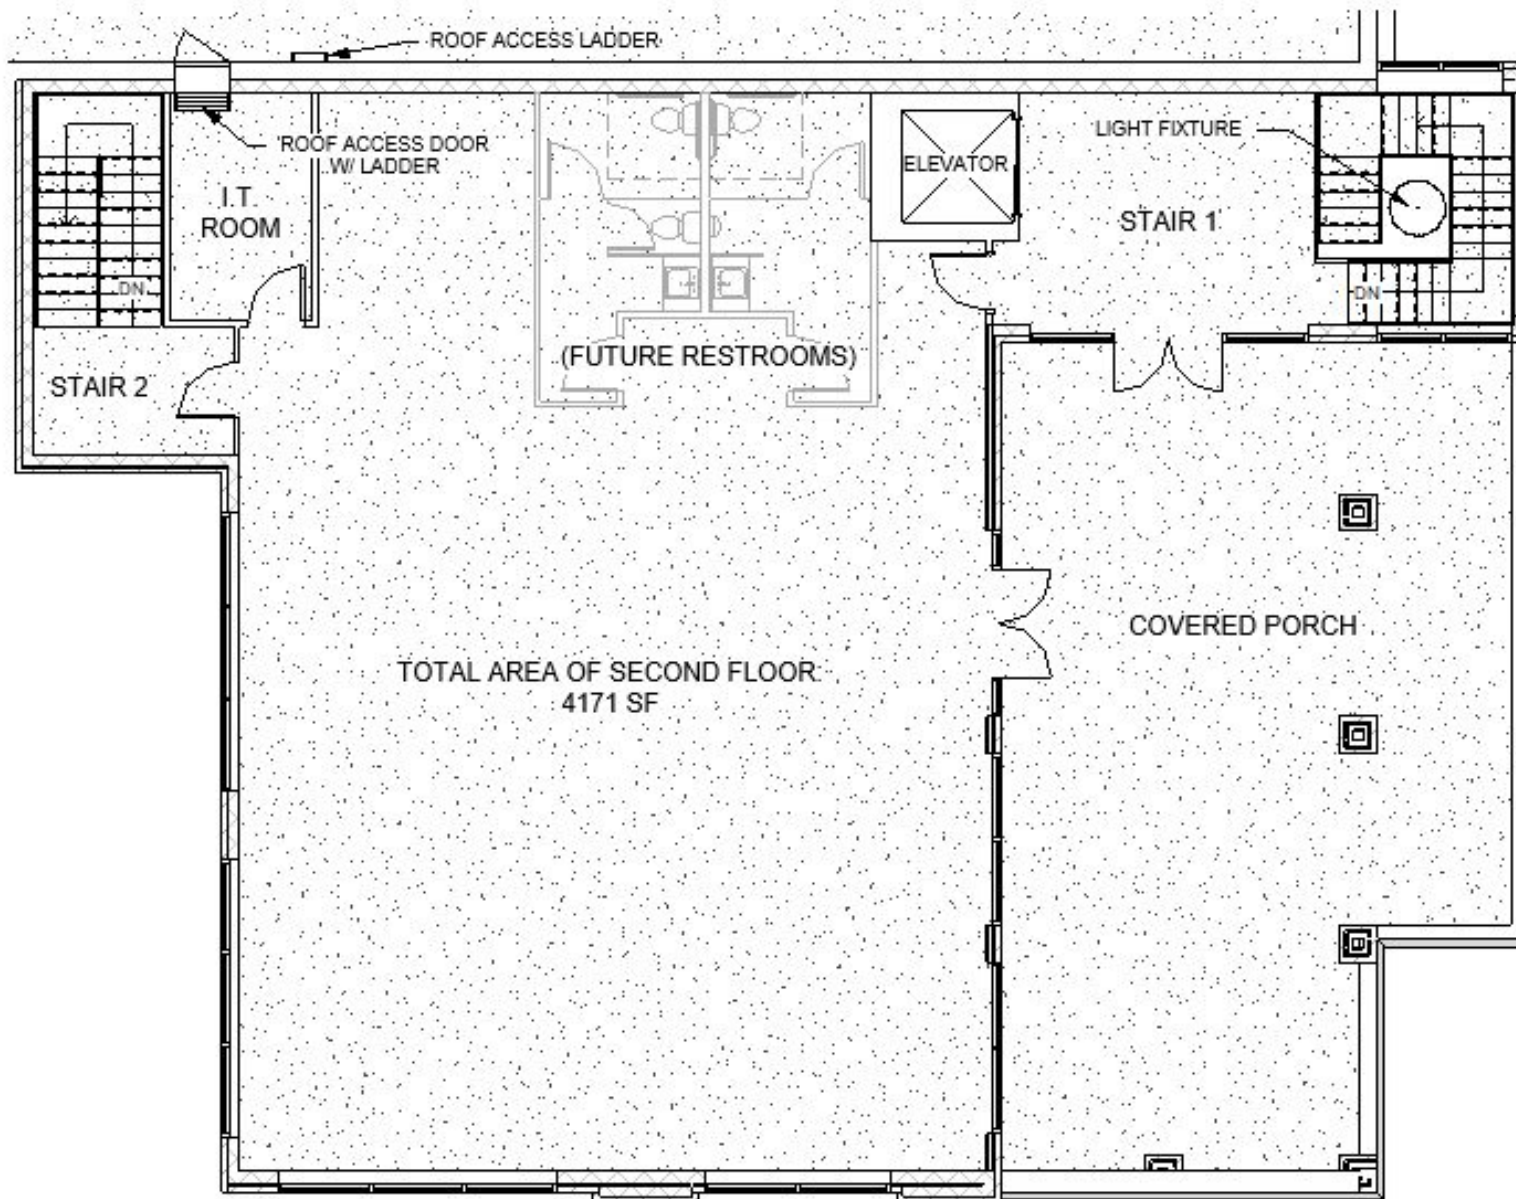 ROOF ACCESS LADDER
ROOF ACCESS DOOR
W/ LADDER
I.T.
ROOM
ELEVATOR
LIGHT FIXTURE
STAIR 1
DN
DN
(FUTURE RESTROOMS)
STAIR 2
COVERED PORCH
TOTAL AREA OF SECOND FLOOR
4171 SF